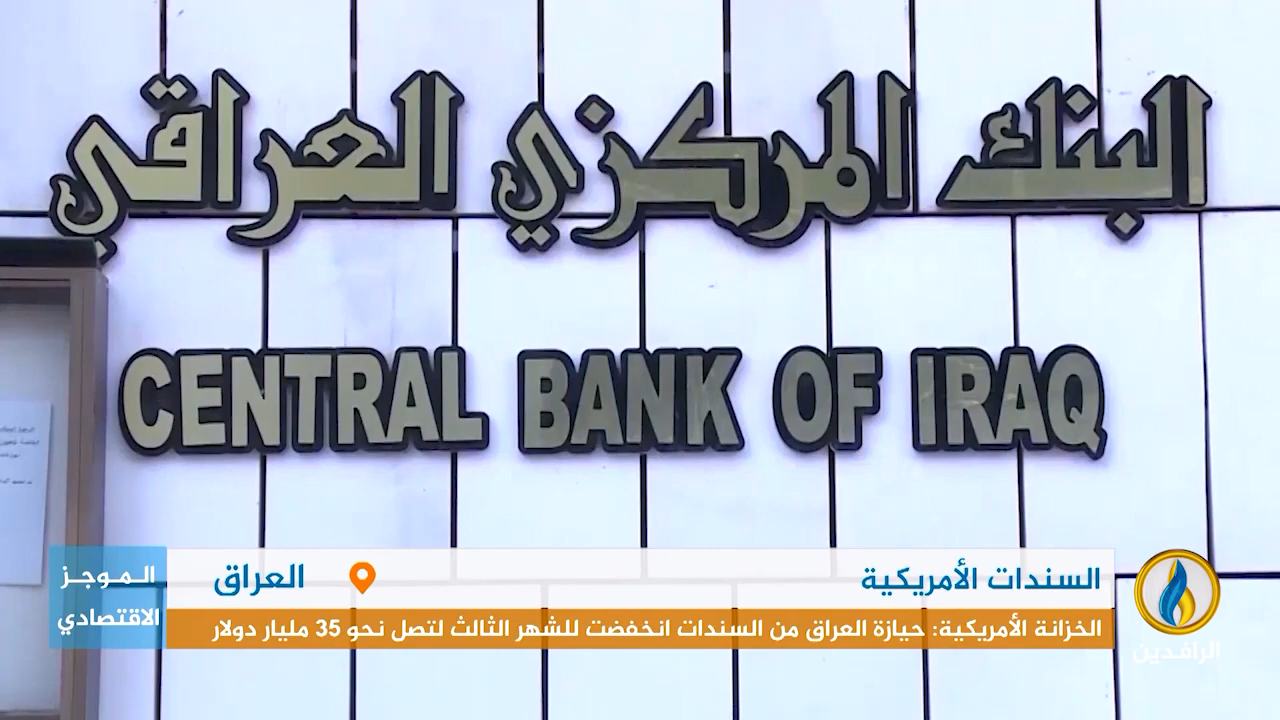 البنك المركزي العراقي
CENTRAL BANK OF IRAQ
السندات الأمريكية
العراق
الخزانة الأمريكية: حيازة العراق من السندات انخفضت للشهر الثالث لتصل نحو 35 مليار دولار
الموجز
الاقتصادي
الرافدين